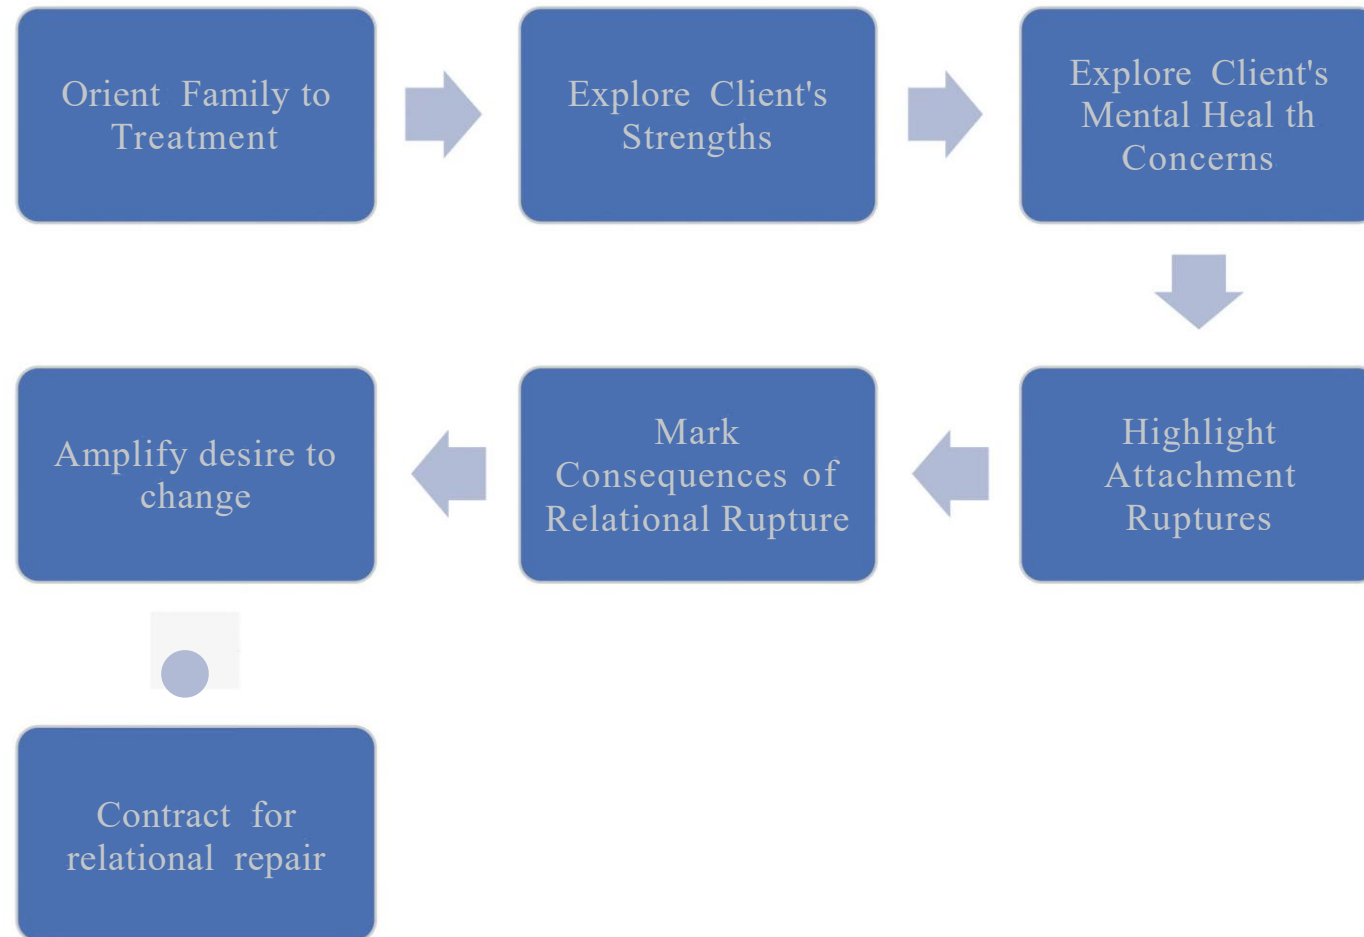 Orient Family to
Treatment
Explore Client's
Strengths
Explore Client's
Mental Heal th
Concerns
Highlight
Attachment
Ruptures
Mark
Consequences of
Relational Rupture
Amplify desire to
change
Contract for
relational repair